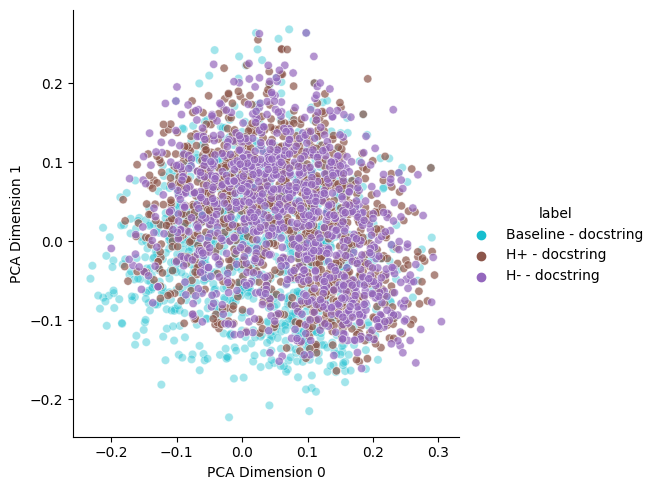 0.2
0.1
0.0
−0.1
−0.2
PCA Dimension 1
−0.2
−0.1
0.0
0.1
0.2
0.3
PCA Dimension 0
label
Baseline - docstring
H+ - docstring
H- - docstring